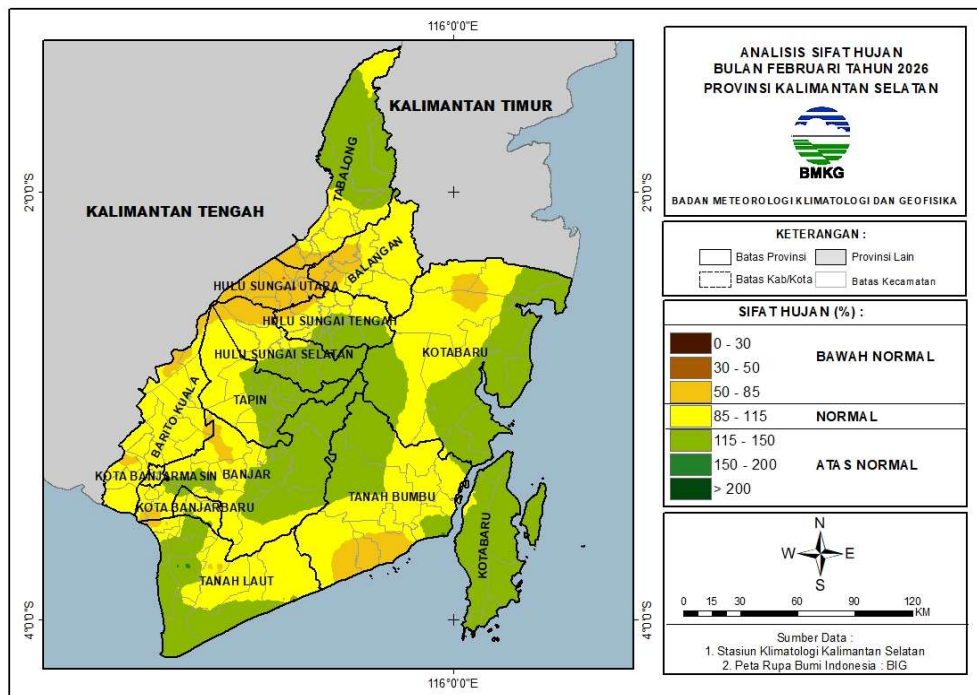 116°0'0"E
KALIMANTAN TIMUR
KALIMANTAN TENGAH
2°0'0"S
2°0'0"S
4°0'0"S
4°0'0"S
116°0'0"E
TABALONG
BALANGAN
HULU SUNGAI UTARA
HULU SUNGAI TENGAH
HULU SUNGAI SELATAN
KOTABARU
TAPIN
BARITO KUALA
KOTA BANJARMASIN
BANJAR
KOTA BANJARBARU
TANAH BUMBU
TANAH LAUT
KOTABARU
ANALISIS SIFAT HUJAN
BULAN FEBRUARI TAHUN 2026
PROVINSI KALIMANTAN SELATAN
BMKG
BADAN METEOROLOGI KLIMATOLOGI DAN GEOFISIKA
KETERANGAN :
Batas Provinsi
Provinsi Lain
Batas Kab/Kota
Batas Kecamatan
SIFAT HUJAN (%) :
0 - 30
30 - 50
50 - 85
BAWAH NORMAL
85 - 115
NORMAL
115 - 150
150 - 200
> 200
ATAS NORMAL
N
W E
S
0 15 30 60 90 120
KM
Sumber Data :
1. Stasiun Klimatologi Kalimantan Selatan
2. Peta Rupa Bumi Indonesia : BIG